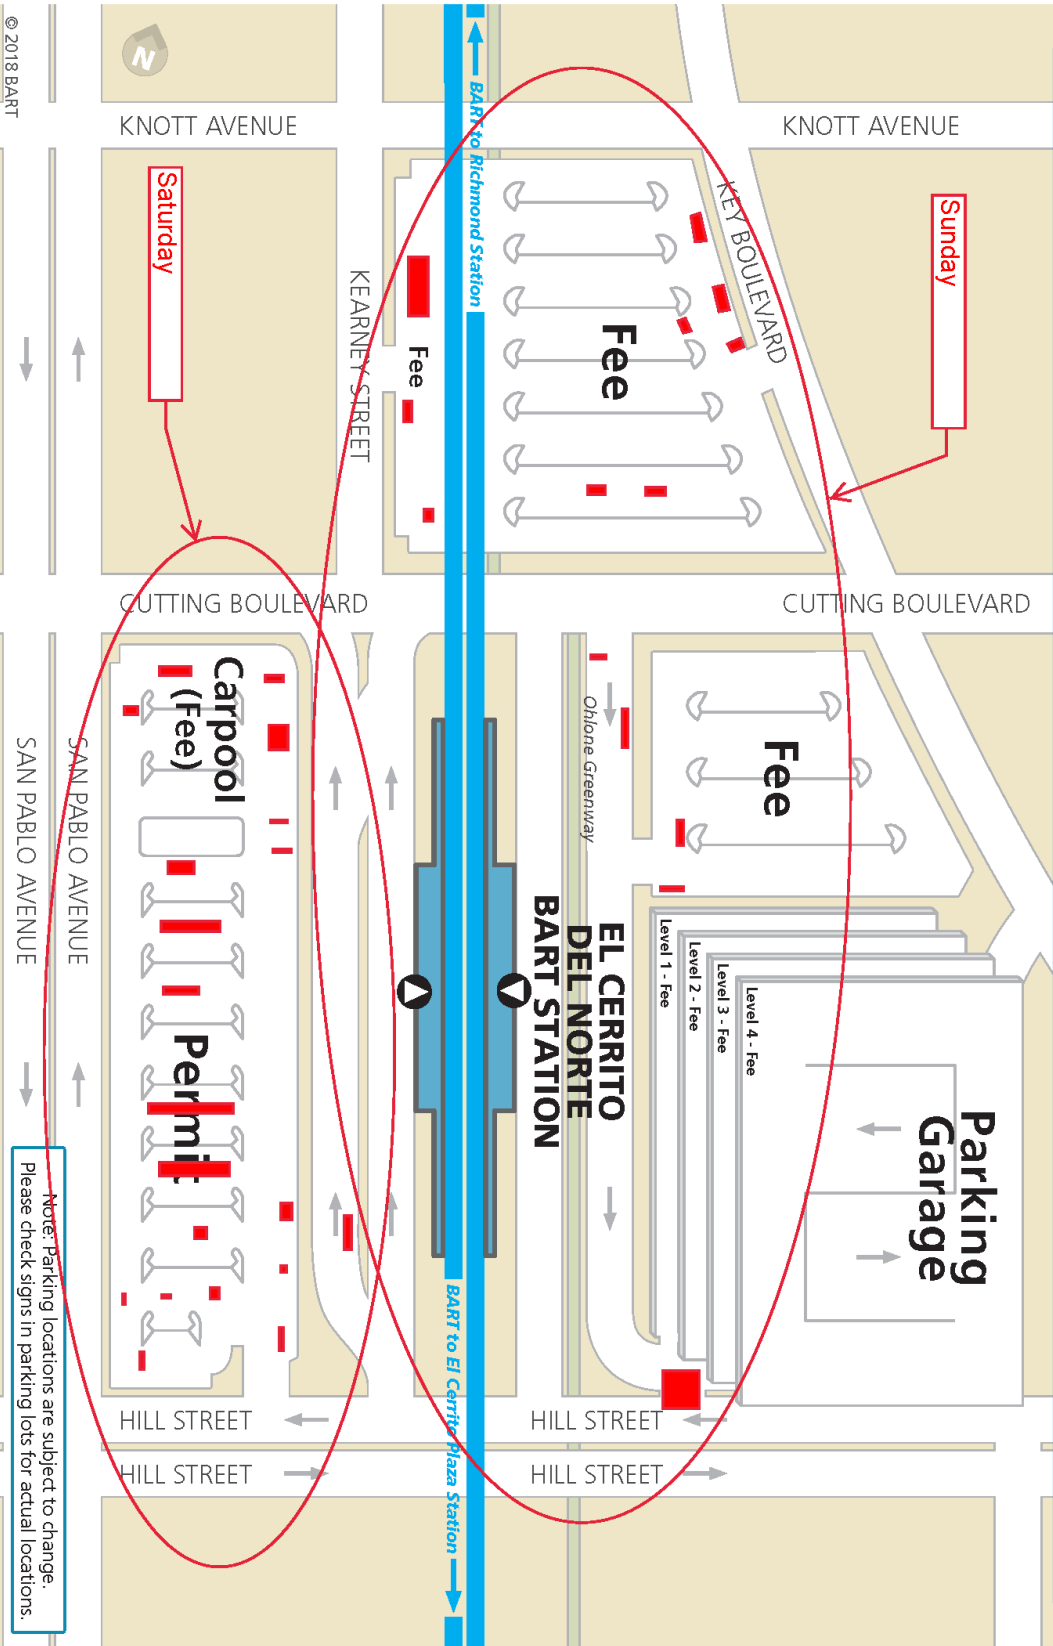 © 2018 BART
N
KNOTT AVENUE
KNOTT AVENUE
BART to Richmond Station
Saturday
Sunday
KEY BOULEVARD
KEARNEY STREET
Fee
Fee
CUTTING BOULEVARD
CUTTING BOULEVARD
Carpool
(Fee)
Ohlone Greenway
Fee
SAN PABLO AVENUE
SAN PABLO AVENUE
EL CERRITO
DEL NORTE
BART STATION
Level 1 - Fee
Level 2 - Fee
Level 3 - Fee
Level 4 - Fee
Parking
Garage
Permit
Note: Parking locations are subject to change.
Please check signs in parking lots for actual locations.
BART to El Cerrito Plaza Station
HILL STREET
HILL STREET
HILL STREET
HILL STREET